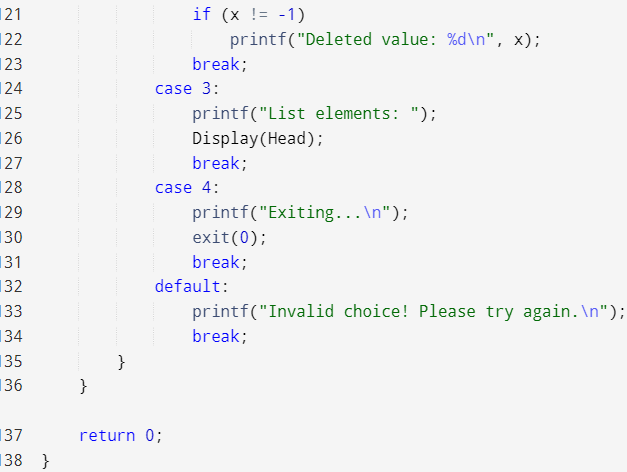 121                 if (x != -1)
122                     printf("Deleted value: %d\n", x);
123                 break;
124             case 3:
125                 printf("List elements: ");
126                 Display(Head);
127                 break;
128             case 4:
129                 printf("Exiting...\n");
130                 exit(0);
131                 break;
132             default:
133                 printf("Invalid choice! Please try again.\n");
134                 break;
135         }
136     }
137     return 0;
138 }